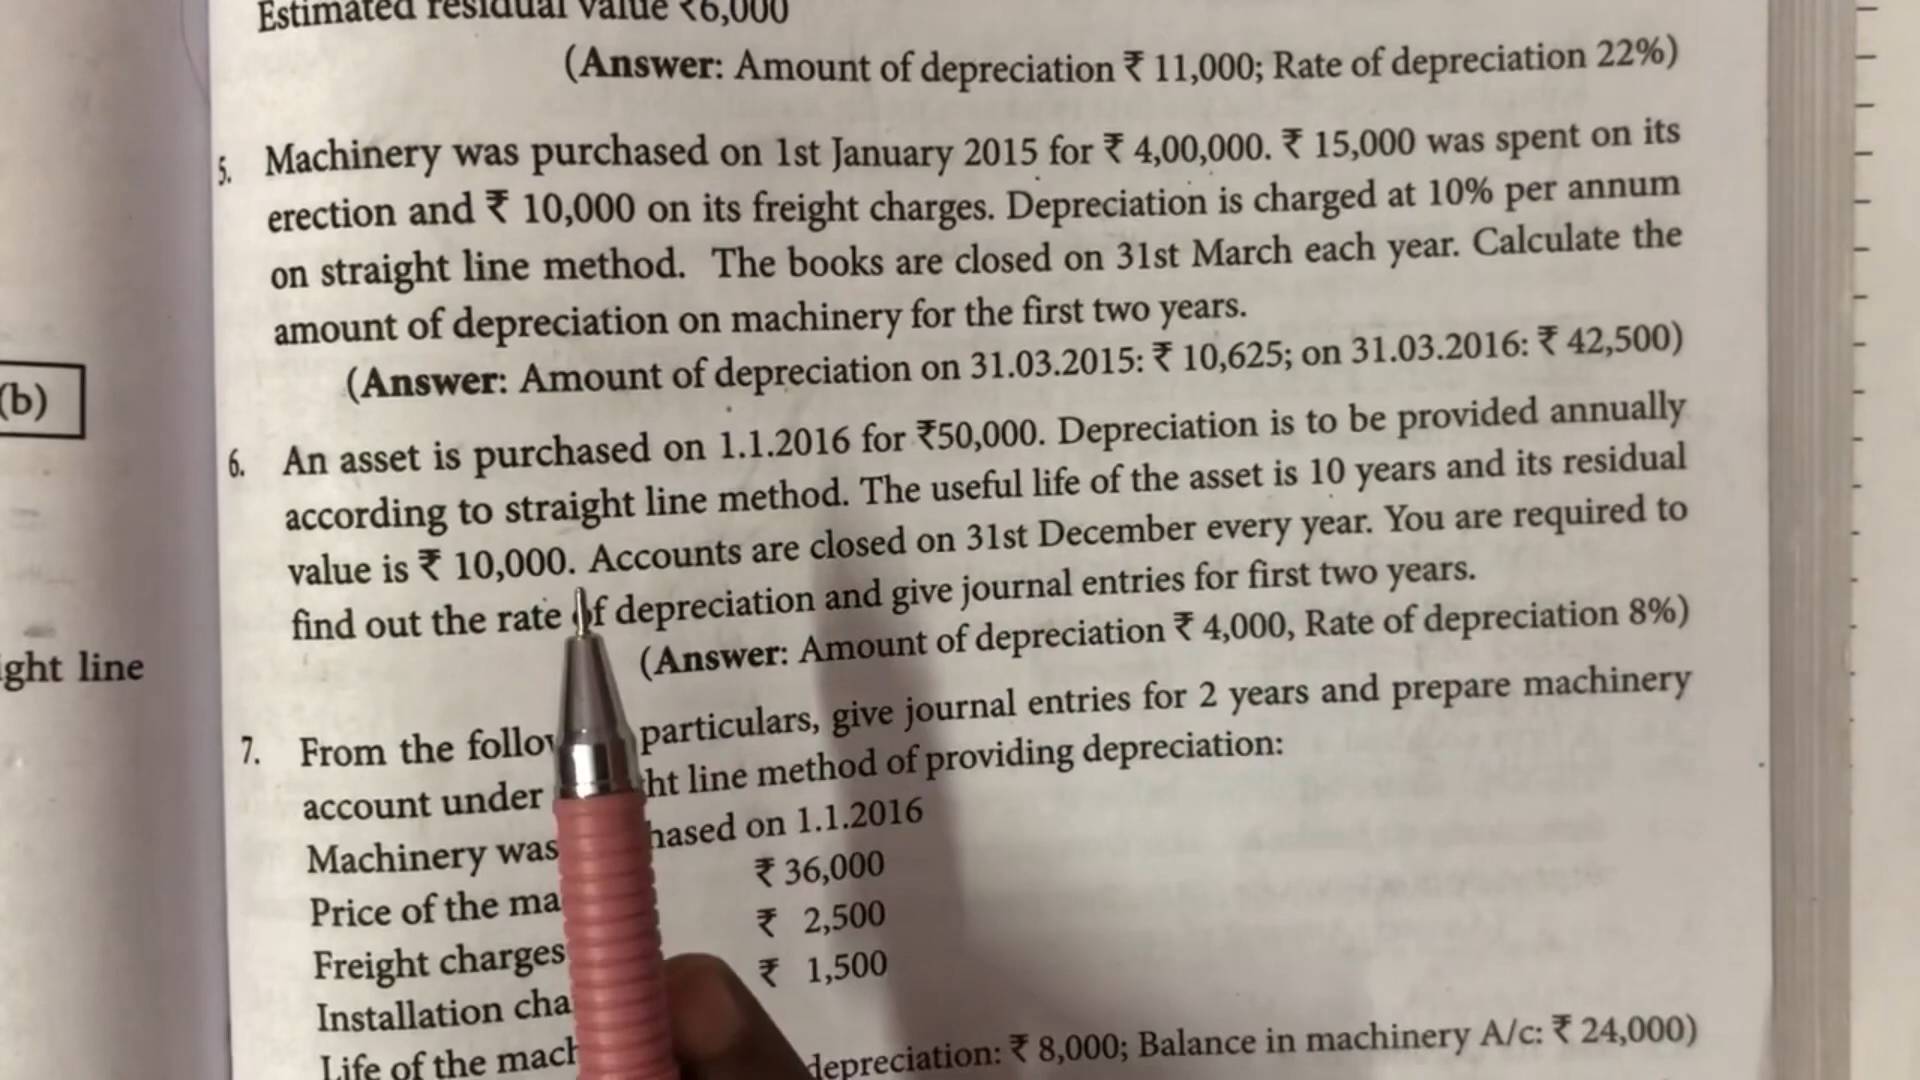 Estimated residual value ₹6,000
(Answer: Amount of depreciation ₹ 11,000; Rate of depreciation 22%)
5. Machinery was purchased on 1st January 2015 for ₹ 4,00,000. ₹ 15,000 was spent on its
erection and ₹ 10,000 on its freight charges. Depreciation is charged at 10% per annum
on straight line method. The books are closed on 31st March each year. Calculate the
amount of depreciation on machinery for the first two years.
(Answer: Amount of depreciation on 31.03.2015: ₹ 10,625; on 31.03.2016: ₹ 42,500)
(b)
6. An asset is purchased on 1.1.2016 for ₹50,000. Depreciation is to be provided annually
according to straight line method. The useful life of the asset is 10 years and its residual
value is ₹ 10,000. Accounts are closed on 31st December every year. You are required to
find out the rate of depreciation and give journal entries for first two years.
(Answer: Amount of depreciation ₹ 4,000, Rate of depreciation 8%)
line
7. From the particulars, give journal entries for 2 years and prepare machinery
account under line method of providing depreciation:
Machinery was on 1.1.2016
Price of the ₹ 36,000
Freight charges ₹ 2,500
Installation ₹ 1,500
Life of the
depreciation: ₹ 8,000; Balance in machinery A/c: ₹ 24,000)